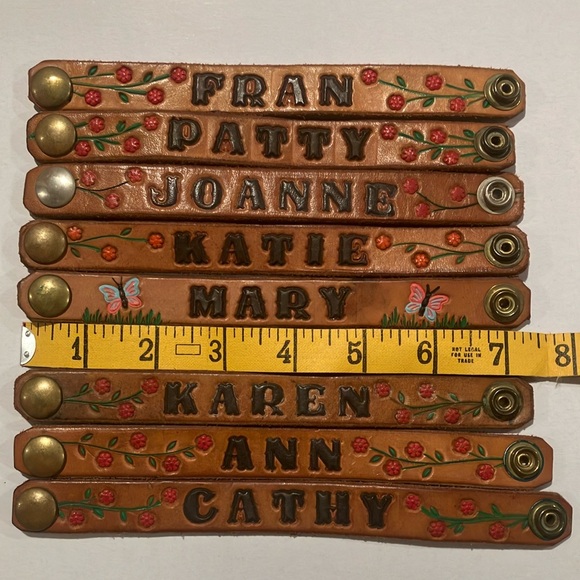 FRAN
PATTY
JOANNE
KATIE
MARY
1 2 3 4 5 6 7 8
NOT LEGAL
FOR USE IN
TRADE
KAREN
ANN
CATHY